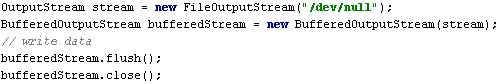 OutputStream stream = new FileOutputStream("/dev/null");
BufferedOutputStream bufferedStream = new BufferedOutputStream(stream);
// write data
bufferedStream.flush();
bufferedStream.close();